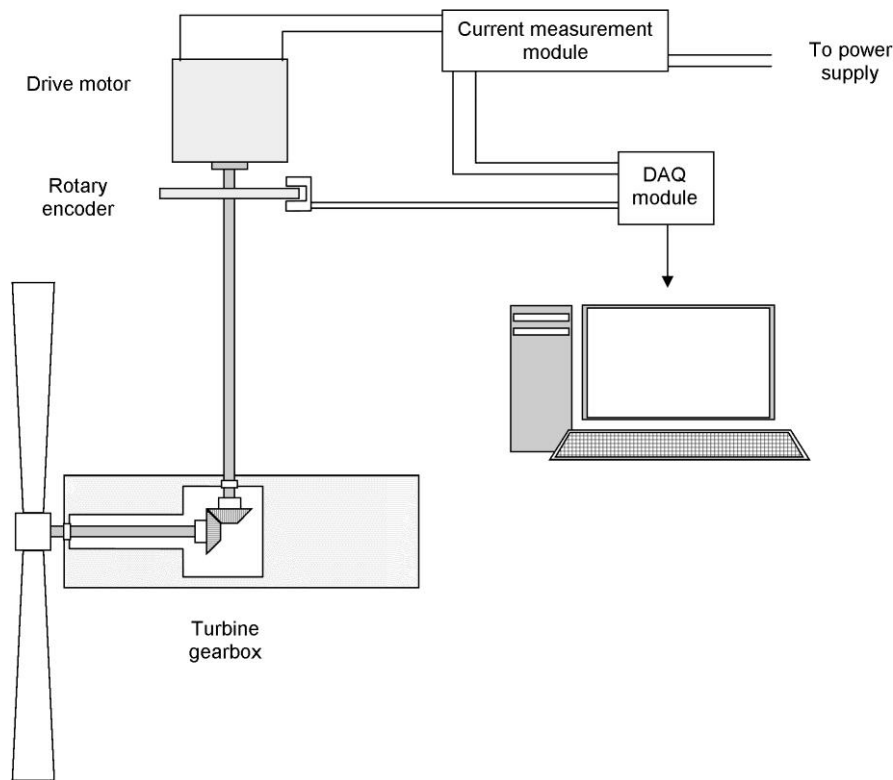 Current measurement
module
To power
supply
Drive motor
DAQ
module
Rotary
encoder
Turbine
gearbox